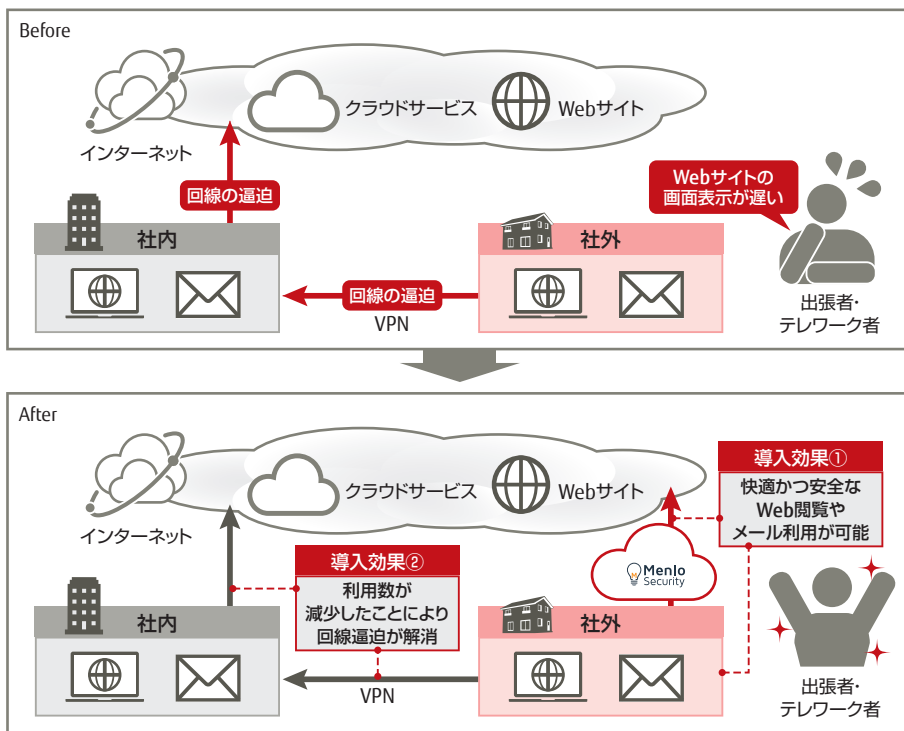 Before
クラウドサービス
Webサイト
インターネット
回線の逼迫
Webサイトの
画面表示が遅い
社内
社外
回線の逼迫
VPN
出張者・
テレワーク者
After
クラウドサービス
Webサイト
インターネット
導入効果①
快適かつ安全な
Web閲覧や
メール利用が可能
Menlo
Security
導入効果②
利用数が
減少したことにより
回線逼迫が解消
社内
社外
VPN
出張者・
テレワーク者